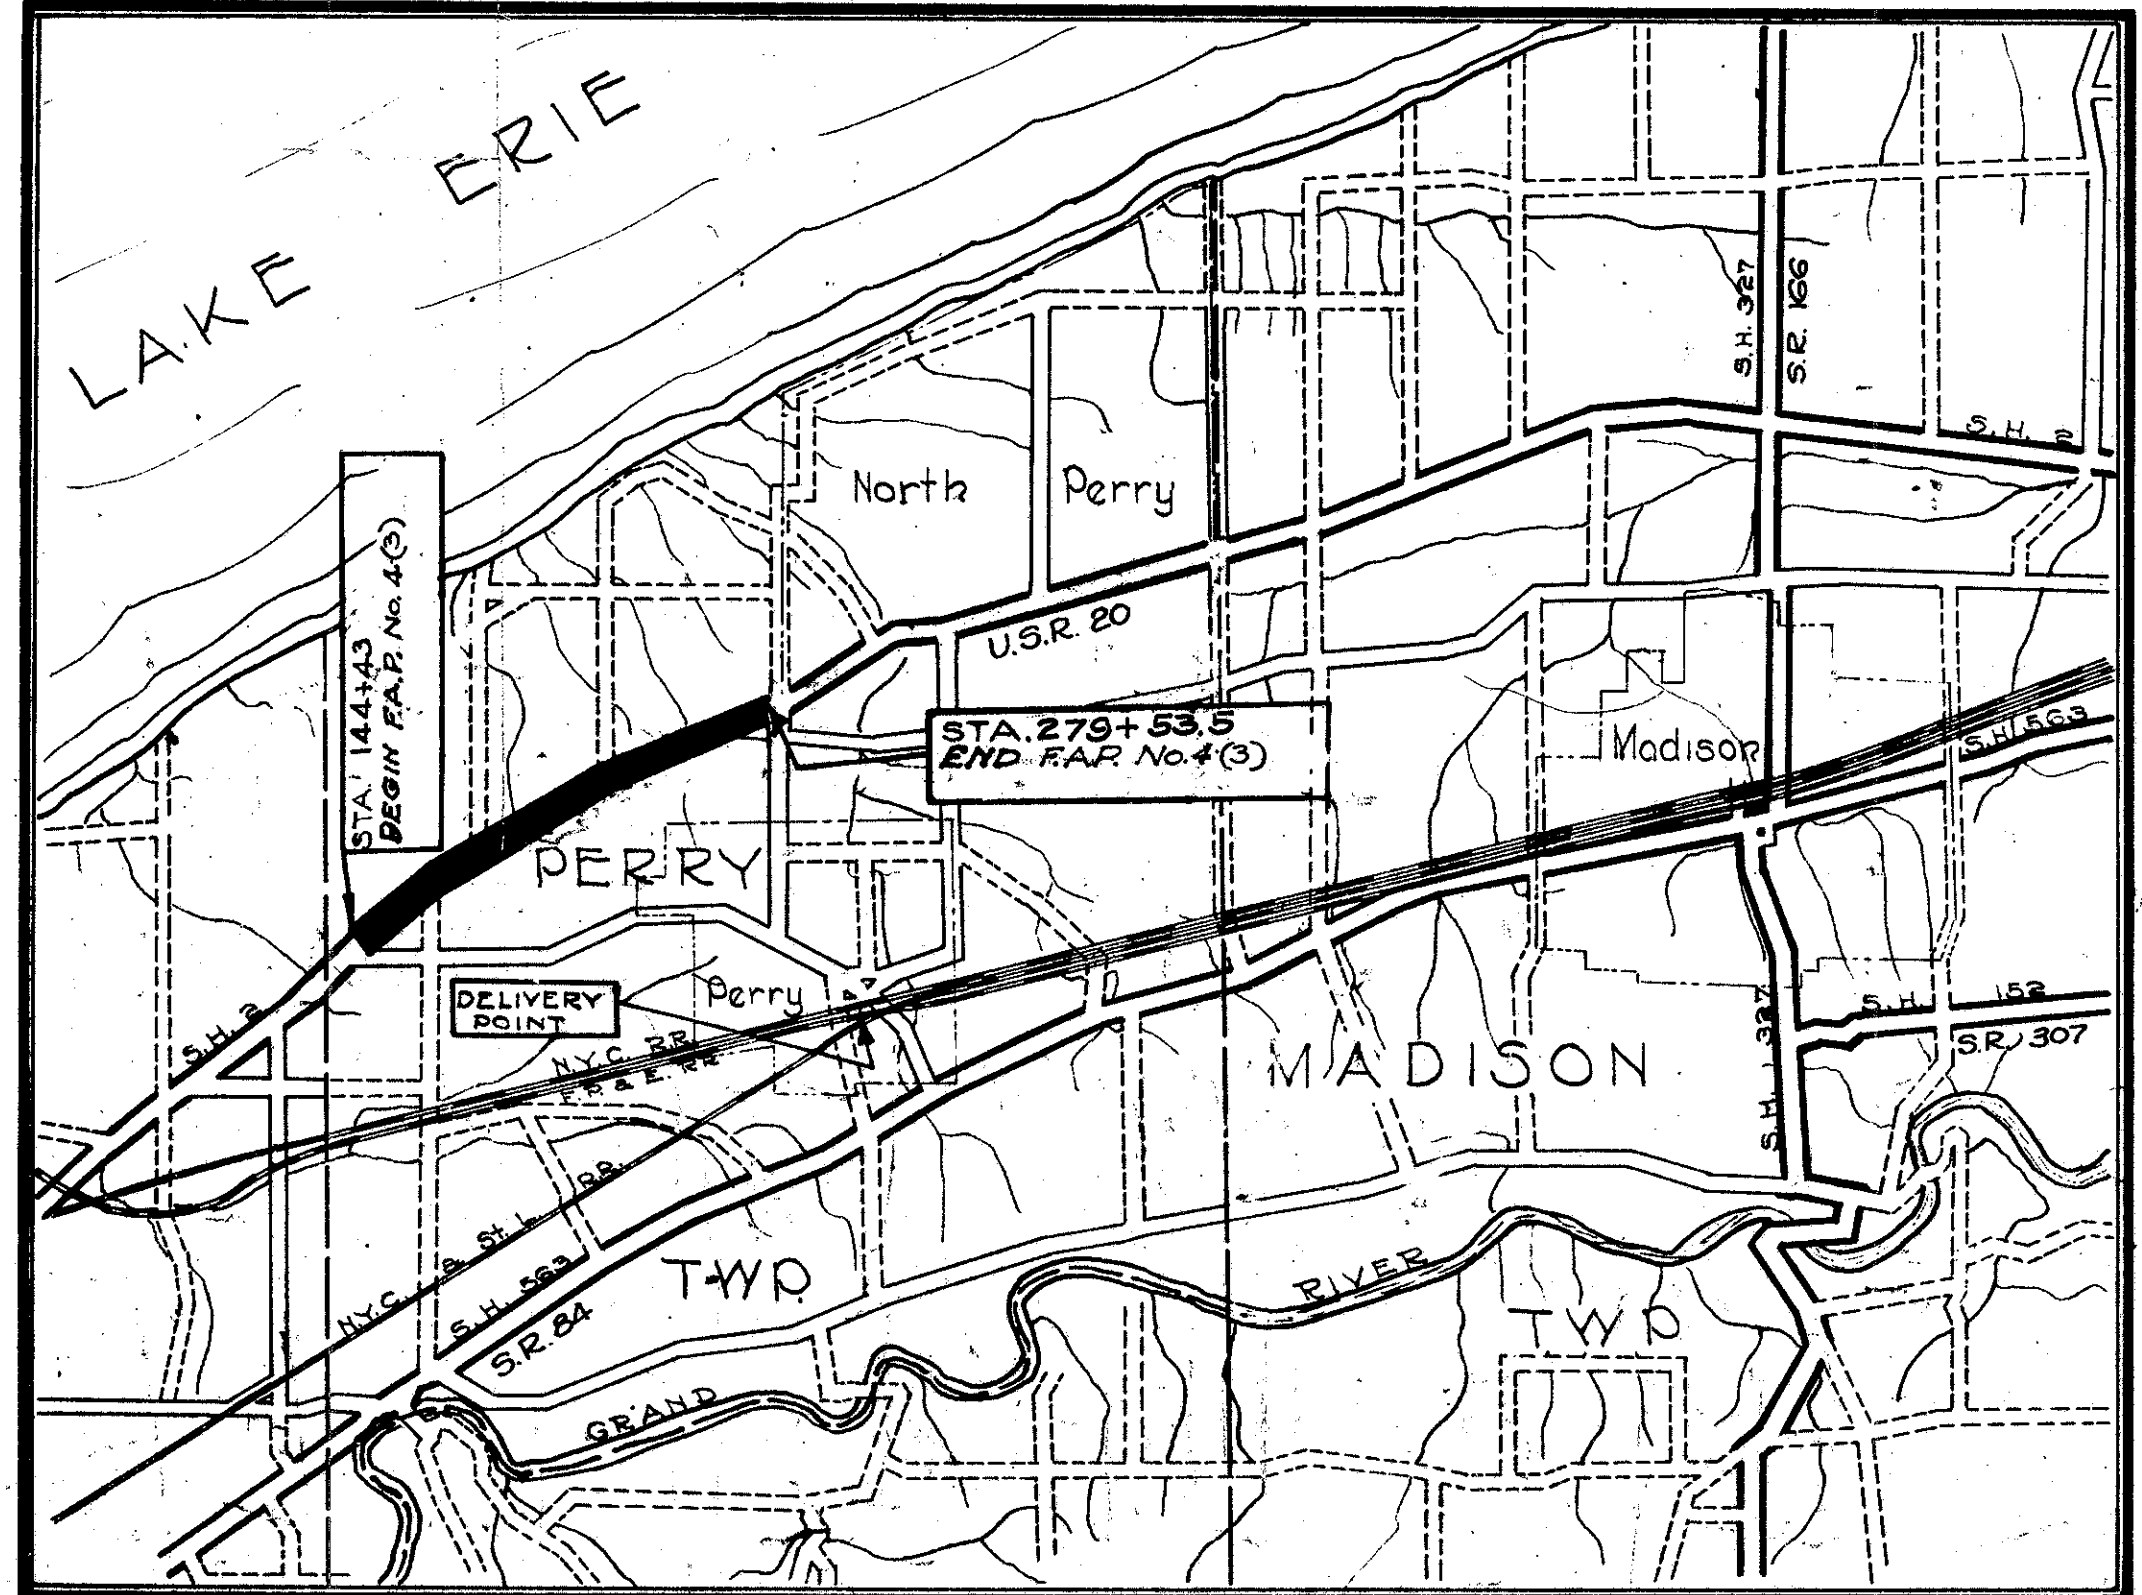 LAKE ERIE
S.H. 327
S.R. 166
S. H. 2
North Perry
STA. 144+43
BEGIN F.A.P. No. 4(3)
U.S.R. 20
STA. 279+53.5
END F.A.P. No. 4(3)
Madison
S.H. 563
PERRY
Perry
DELIVERY
POINT
S.H. 2
N.Y.C. RR.
MADISON
S. H. 327
S. H. 152
S.R. 307
N.Y.C. & St. L. R.R.
S. H. 563
S.R. 84
TWP.
GRAND RIVER
TWP